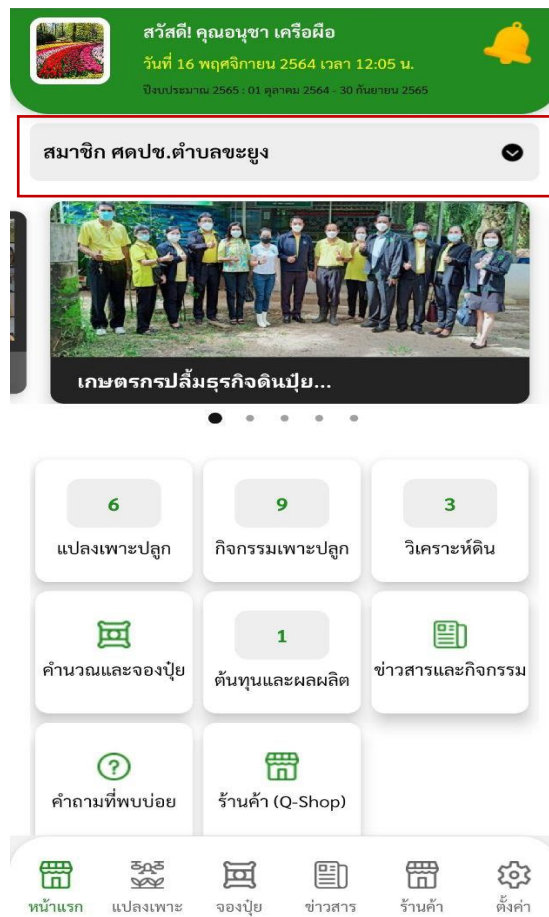 สวัสดี! คุณอนุชา เครือผือ
วันที่ 16 พฤศจิกายน 2564 เวลา 12:05 น.
ปีงบประมาณ 2565 : 01 ตุลาคม 2564 - 30 กันยายน 2565
สมาชิก ศดปช.ตำบลขะยูง
เกษตรกรปลื้มธุรกิจดินปุ๋ย...
6
9
3
แปลงเพาะปลูก
กิจกรรมเพาะปลูก
วิเคราะห์ดิน
1
คำนวณและจองปุ๋ย
ต้นทุนและผลผลิต
ข่าวสารและกิจกรรม
คำถามที่พบบ่อย
ร้านค้า (Q-Shop)
หน้าแรก
แปลงเพาะ
จองปุ๋ย
ข่าวสาร
ร้านค้า
ตั้งค่า